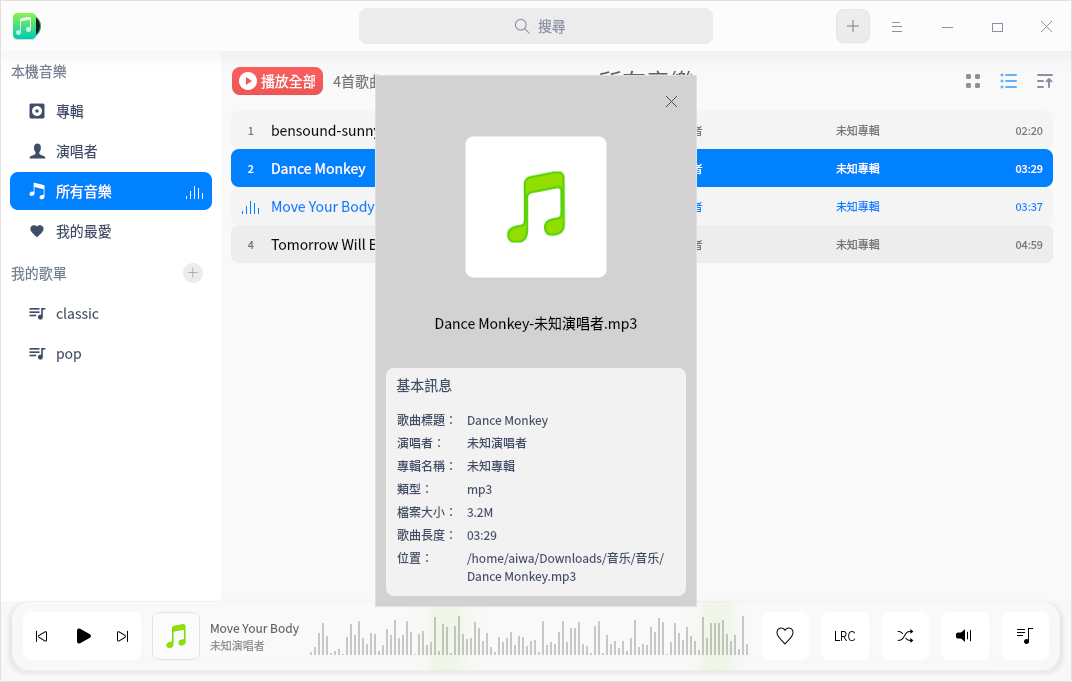 搜尋
本機音樂
專輯
演唱者
所有音樂
我的最愛
我的歌單
classic
pop
播放全部 4首歌曲
所有音樂
1 bensound-sunny 者 未知專輯 02:20
2 Dance Monkey 者 未知專輯 03:29
Move Your Body 者 未知專輯 03:37
4 Tomorrow Will 者 未知專輯 04:59
Dance Monkey-未知演唱者.mp3
基本訊息
歌曲標題： Dance Monkey
演唱者： 未知演唱者
專輯名稱： 未知專輯
類型： mp3
檔案大小： 3.2M
歌曲長度： 03:29
位置： /home/aiwa/Downloads/音乐/音乐/
Dance Monkey.mp3
Move Your Body
未知演唱者
LRC